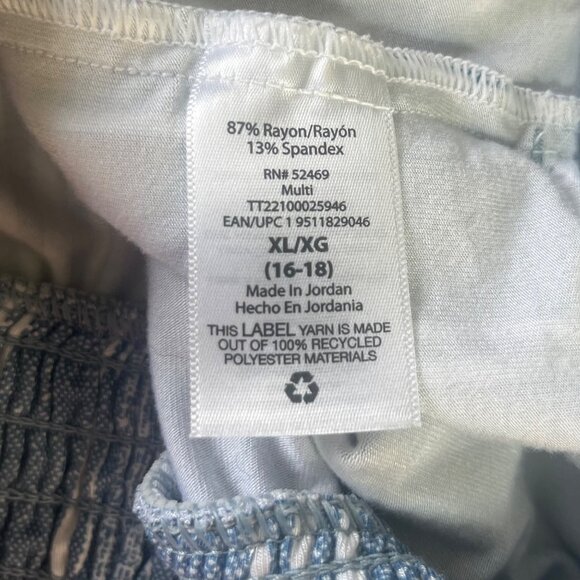 87% Rayon/Rayón
13% Spandex
RN# 52469
Multi
TT22100025946
EAN/UPC 1 9511829046
XL/XG
(16-18)
Made In Jordan
Hecho En Jordania
THIS LABEL YARN IS MADE
OUT OF 100% RECYCLED
POLYESTER MATERIALS